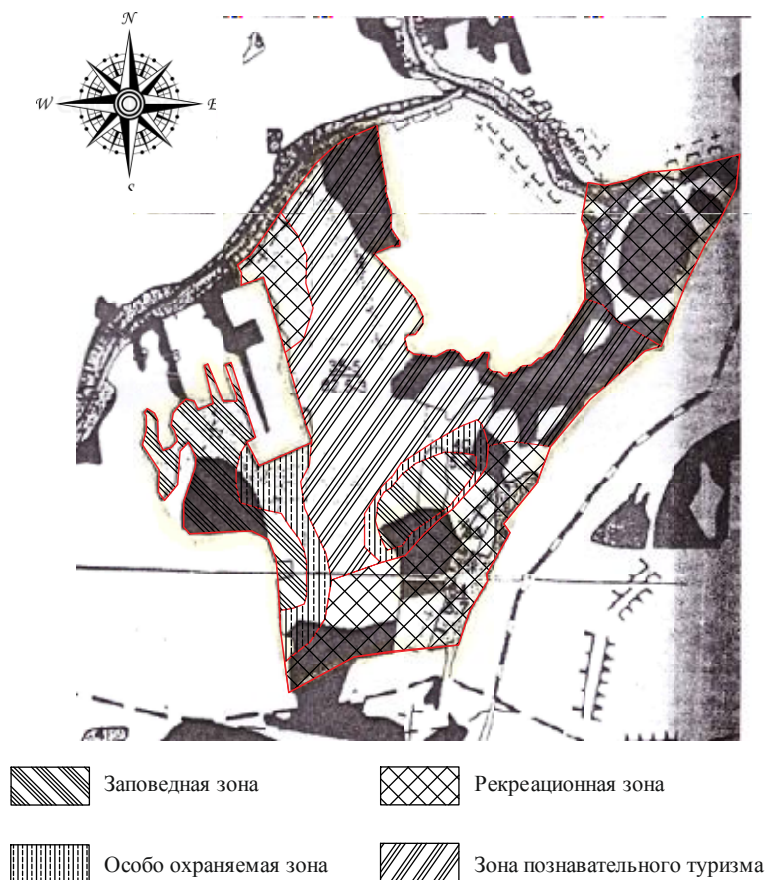 N
W E
с
Заповедная зона
Рекреационная зона
Особо охраняемая зона
Зона познавательного туризма